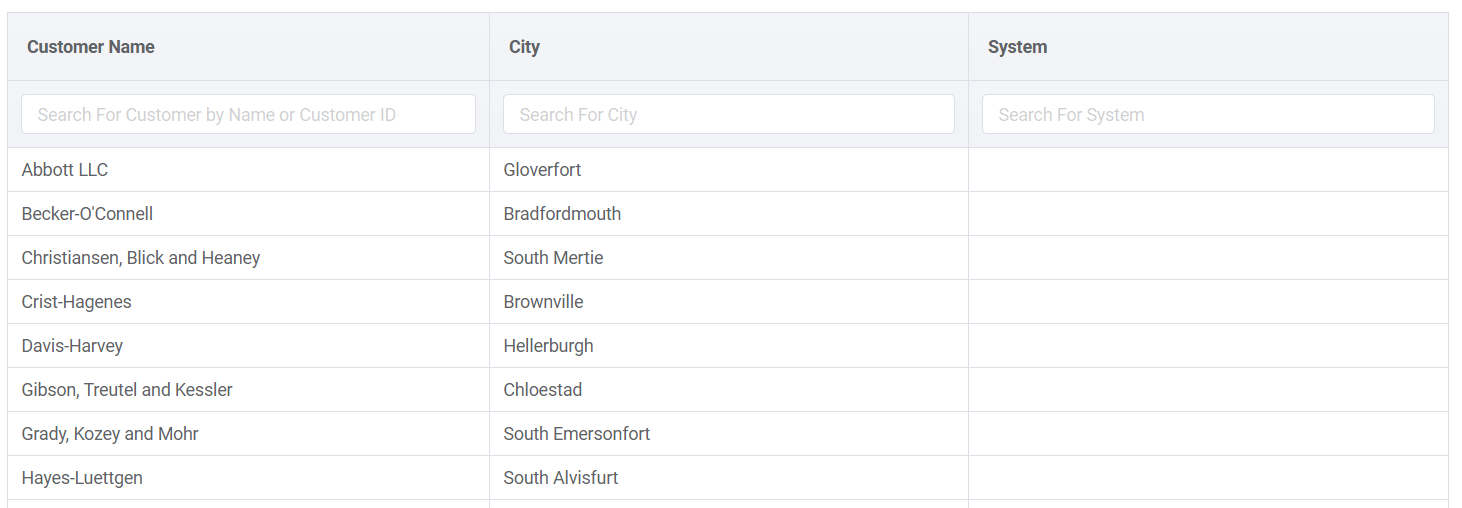 Customer Name City System
Search For Customer by Name or Customer ID Search For City Search For System
Abbott LLC Gloverfort
Becker-O'Connell Bradfordmouth
Christiansen, Blick and Heaney South Mertie
Crist-Hagenes Brownville
Davis-Harvey Hellerburgh
Gibson, Treutel and Kessler Chloestad
Grady, Kozey and Mohr South Emersonfort
Hayes-Luettgen South Alvisfurt